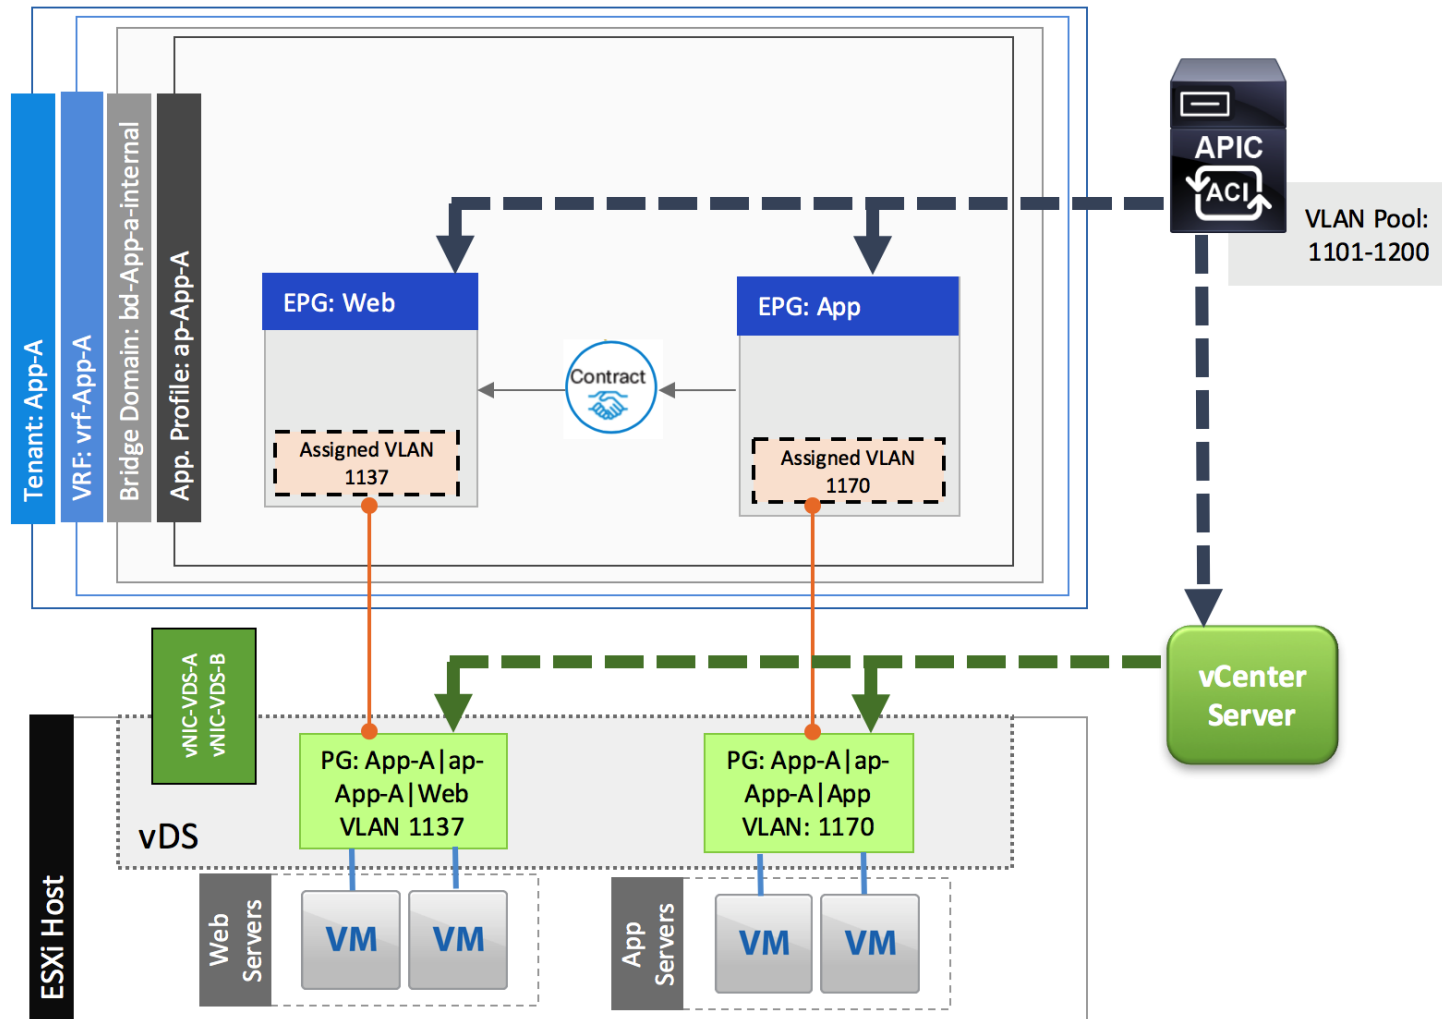 APIC
ACI
VLAN Pool:
1101-1200
Tenant: App-A
VRF: vrf-App-A
Bridge Domain: bd-App-a-internal
App. Profile: ap-App-A
EPG: Web
EPG: App
Contract
Assigned VLAN
1137
Assigned VLAN
1170
vNIC-VDS-A
vNIC-VDS-B
vCenter
Server
PG: App-A|ap-
App-A|Web
VLAN 1137
PG: App-A|ap-
App-A|App
VLAN: 1170
vDS
ESXi Host
Web
Servers
VM
VM
App
Servers
VM
VM